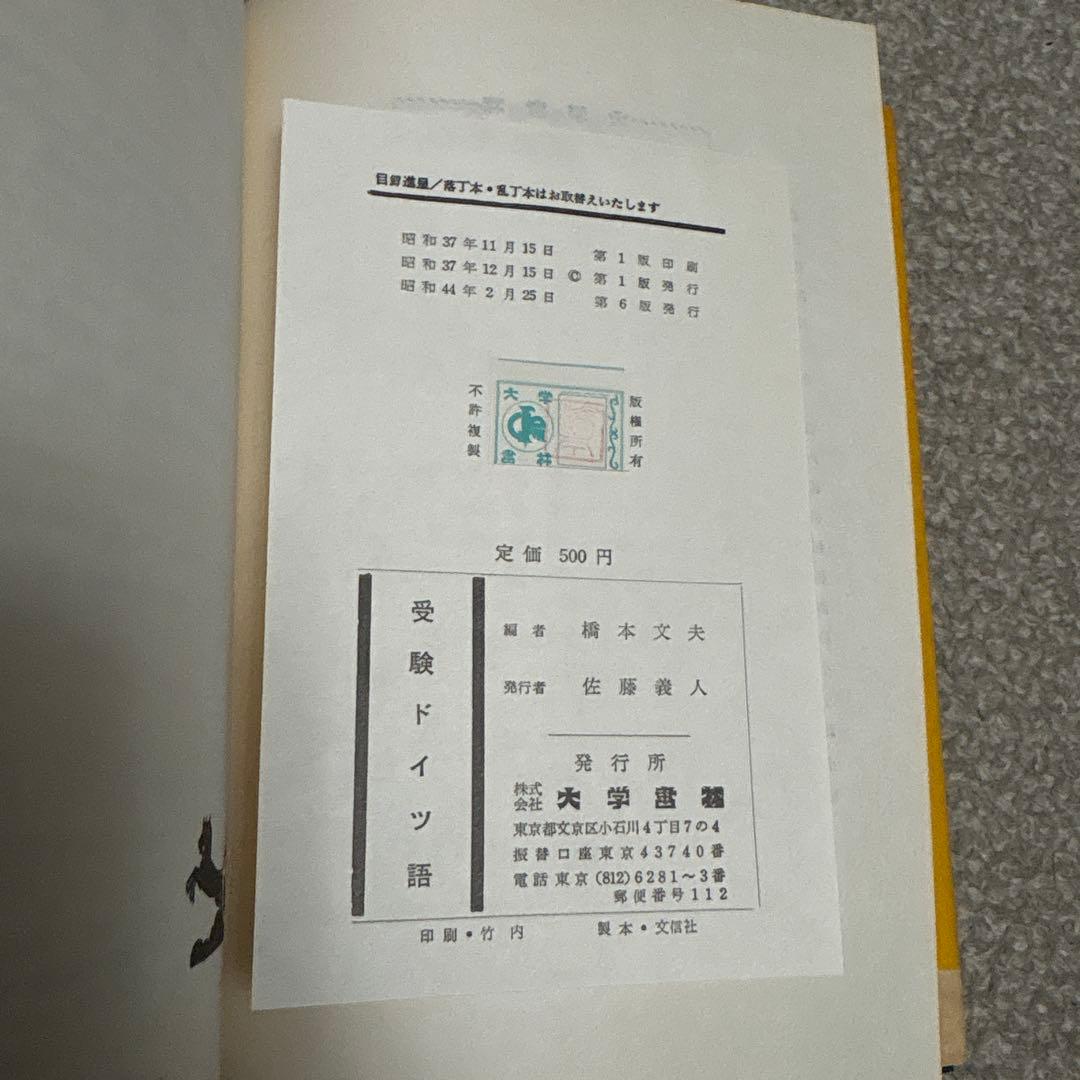 目録進呈/落丁本・乱丁本はお取替えいたします
昭和37年11月15日 第1版印刷
昭和37年12月15日 © 第1版発行
昭和44年2月25日 第6版発行
不許複製
大学
書林
版権所有
定価 500円
受験ドイツ語
編者 橋本文夫
発行者 佐藤義人
発行所
株式会社 大学書林
東京都文京区小石川4丁目7の4
振替口座東京43740番
電話東京(812)6281~3番
郵便番号112
印刷・竹内 製本・文信社